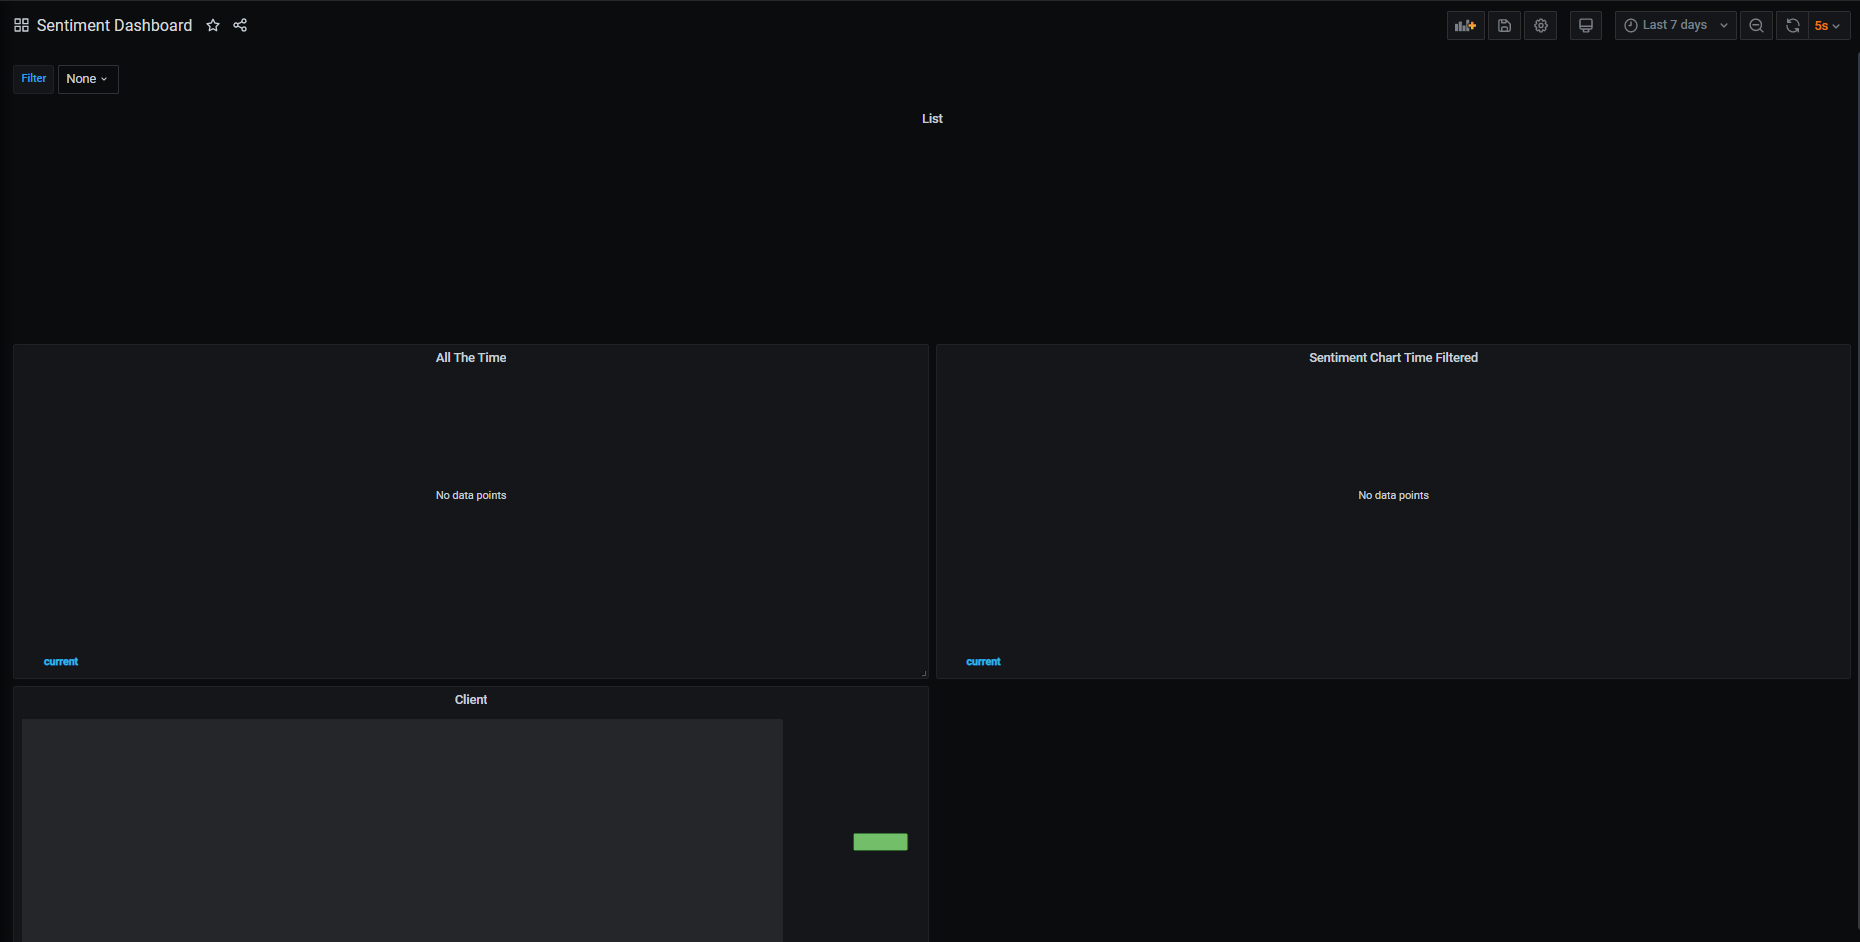 Sentiment Dashboard
Last 7 days
5s
Filter
None
List
All The Time
Sentiment Chart Time Filtered
No data points
No data points
current
current
Client